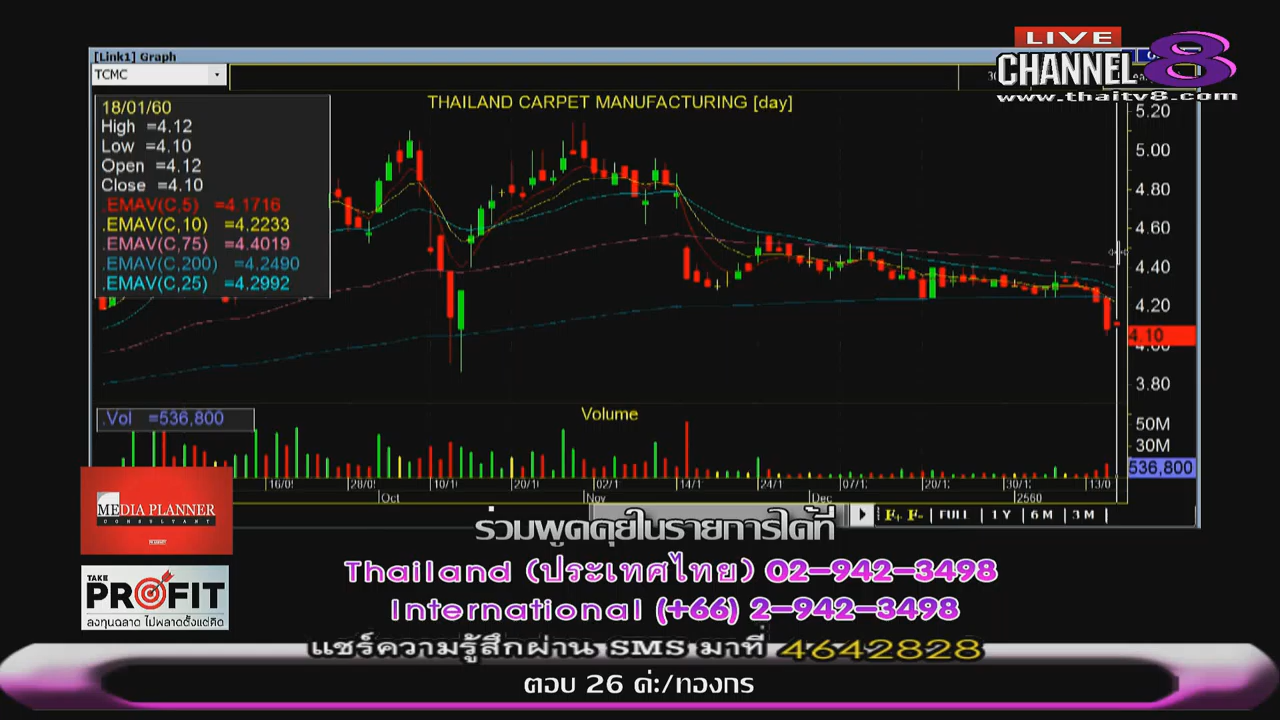 LIVE
CHANNEL 8
www.thaitv8.com
[Link1] Graph
TCMC
THAILAND CARPET MANUFACTURING [day]
18/01/60
High =4.12
Low =4.10
Open =4.12
Close =4.10
.EMAV(C,5) =4.1716
.EMAV(C,10) =4.2233
.EMAV(C,75) =4.4019
.EMAV(C,200) =4.2490
.EMAV(C,25) =4.2992
5.20
5.00
4.80
4.60
4.40
4.20
4.10
4.00
3.80
.Vol =536,800
Volume
50M
30M
536,800
16/09 28/09 10/10 20/10 02/1 14/1 24/1 07/1 20/1 30/1 13/0
Oct Nov Dec 2560
F+ F- FULL 1Y 6M 3M
MEDIA PLANNER
CONSULTANT
ร่วมพูดคุยในรายการได้ที่
Thailand (ประเทศไทย) 02-942-3498
International (+66) 2-942-3498
TAKE
PROFIT
ลงทุนฉลาด ไม่พลาดตั้งแต่คิด
แชร์ความรู้สึกผ่าน SMS มาที่ 4642828
ตอบ 26 ค่ะ/ทองกร